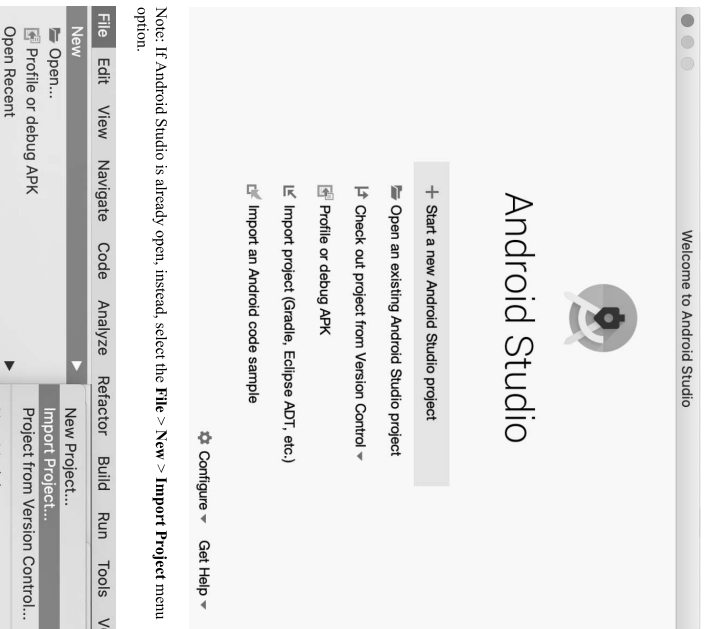 Welcome to Android Studio
Android Studio
Start a new Android Studio project
Open an existing Android Studio project
Check out project from Version Control
Profile or debug APK
Import project (Gradle, Eclipse ADT, etc.)
Import an Android code sample
Configure Get Help
Note: If Android Studio is already open, instead, select the File > New > Import Project menu
option.
File Edit View Navigate Code Analyze Refactor Build Run Tools
New
Open...
Profile or debug APK
Open Recent
New Project...
Import Project...
Project from Version Control...